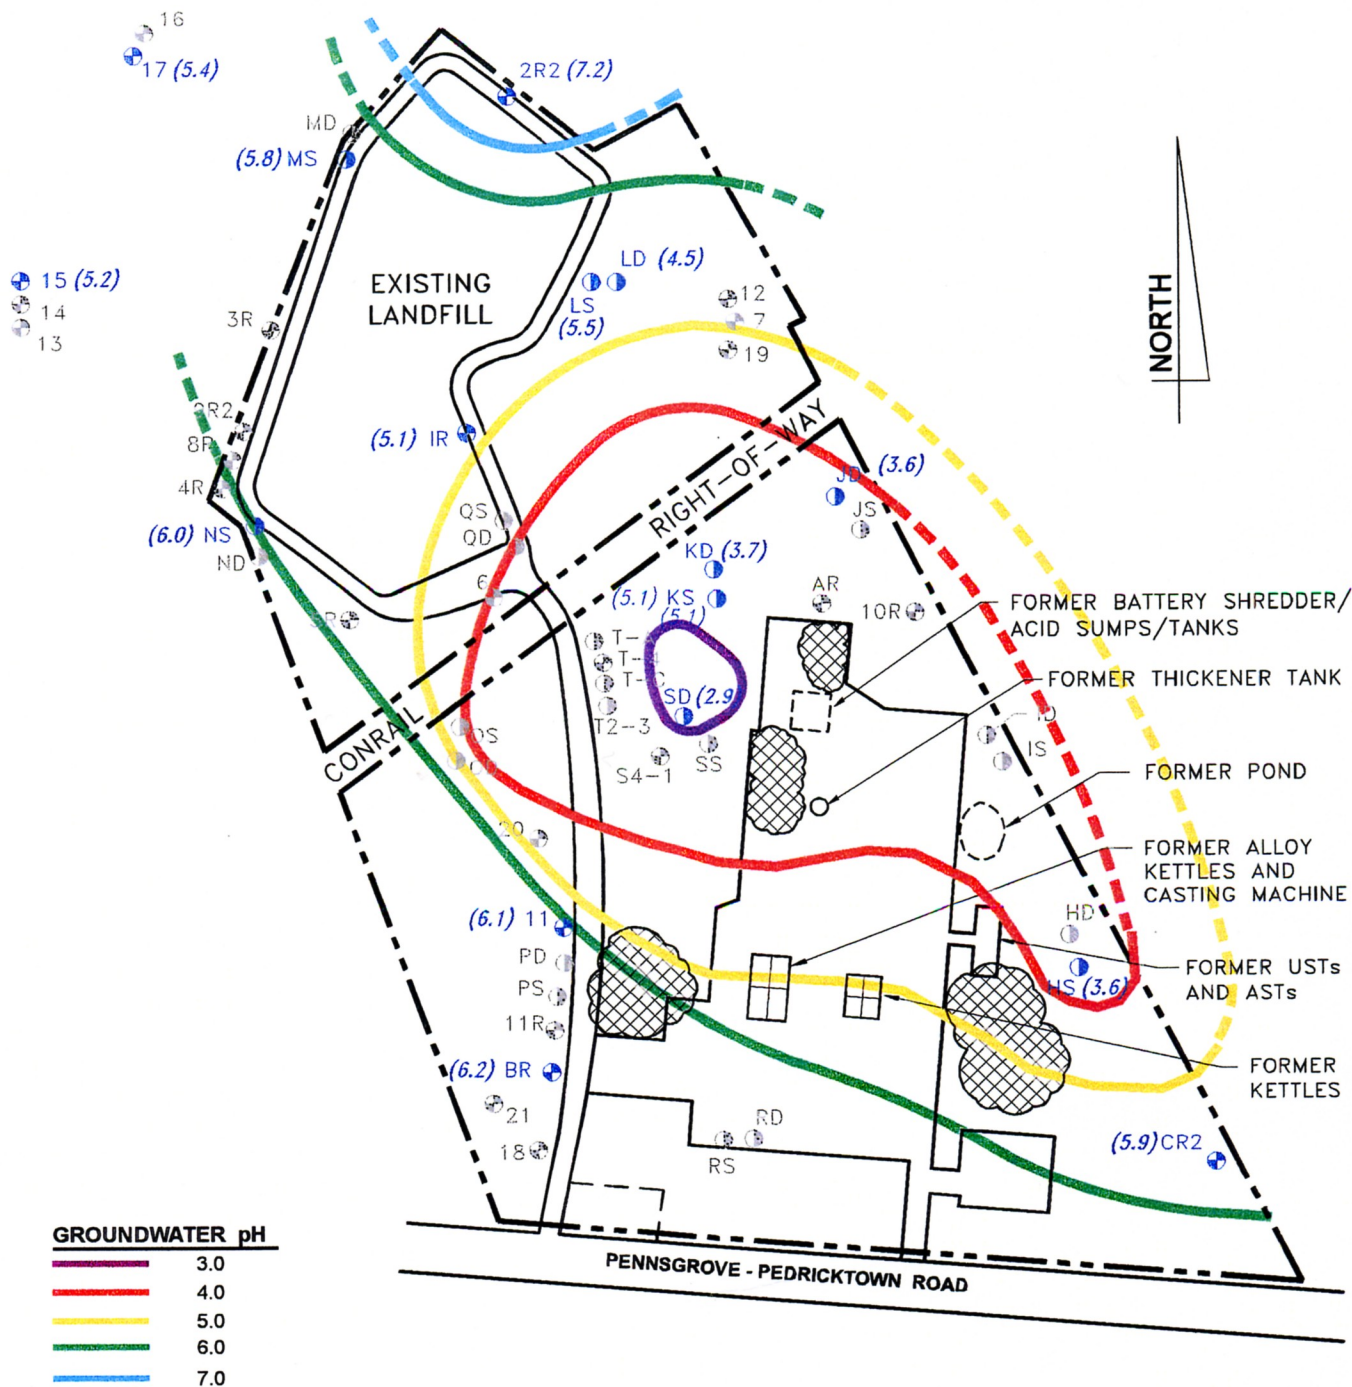 16
17 (5.4)
2R2 (7.2)
MD
(5.8) MS
15 (5.2)
14
13
EXISTING
LANDFILL
LD (4.5)
LS
(5.5)
12
7
19
3R
8R
4R
(5.1) IR
CONRAIL RIGHT-OF-WAY
NORTH
JD (3.6)
JS
QS
QD
(6.0) NS
ND
KD (3.7)
(5.1) KS
(5.1)
6
AR
10R
FORMER BATTERY SHREDDER/
ACID SUMPS/TANKS
SD (2.9
T2-3
S4-1
SS
FORMER THICKENER TANK
IS
FORMER POND
20
FORMER ALLOY
KETTLES AND
CASTING MACHINE
(6.1) 11
PD
PS
11R
HD
HS (3.6)
FORMER USTs
AND ASTs
(6.2) BR
21
18
FORMER
KETTLES
RD
RS
(5.9) CR2
PENNSGROVE - PEDRICKTOWN ROAD
GROUNDWATER pH
3.0
4.0
5.0
6.0
7.0